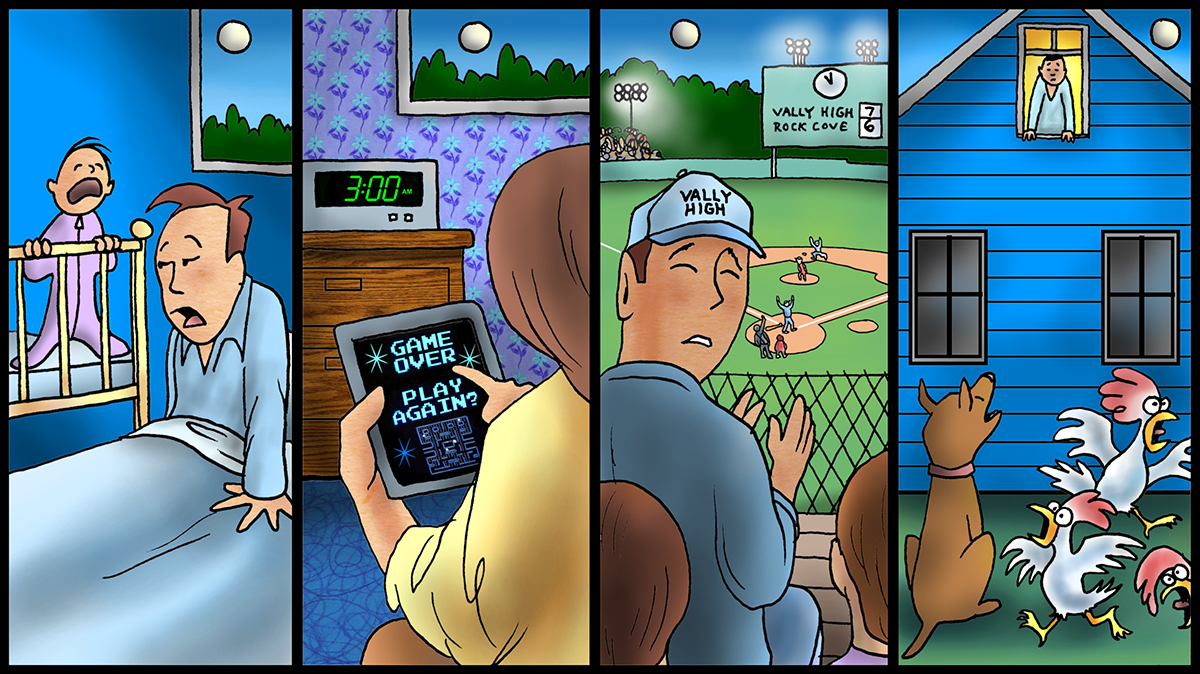 3:00 AM
GAME
OVER
PLAY
AGAIN?
VALLY HIGH 7
ROCK COVE 6
VALLY
HIGH